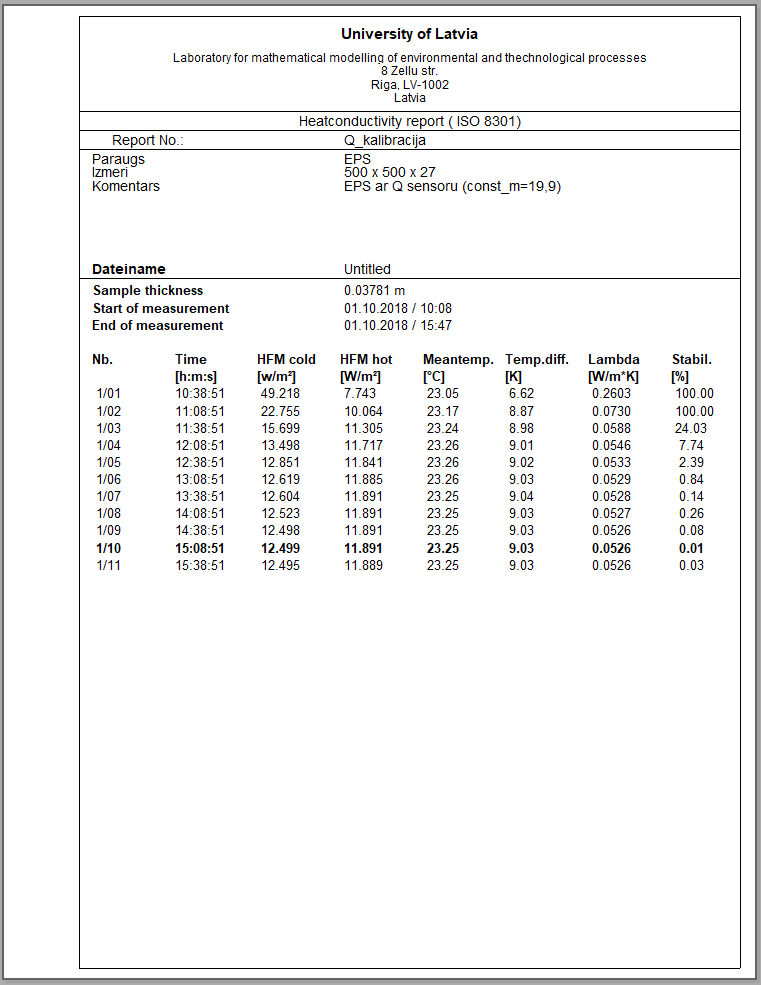 University of Latvia
Laboratory for mathematical modelling of environmental and thechnological processes
8 Zellu str.
Riga, LV-1002
Latvia
Heatconductivity report ( ISO 8301)
Report No.: Q_kalibracija
Paraugs EPS
Izmeri 500 x 500 x 27
Komentars EPS ar Q sensoru (const_m=19,9)
Dateiname Untitled
Sample thickness 0.03781 m
Start of measurement 01.10.2018 / 10:08
End of measurement 01.10.2018 / 15:47
Nb. Time HFM cold HFM hot Meantemp. Temp.diff. Lambda Stabil.
[h:m:s] [w/m²] [W/m²] [°C] [K] [W/m*K] [%]
1/01 10:38:51 49.218 7.743 23.05 6.62 0.2603 100.00
1/02 11:08:51 22.755 10.064 23.17 8.87 0.0730 100.00
1/03 11:38:51 15.699 11.305 23.24 8.98 0.0588 24.03
1/04 12:08:51 13.498 11.717 23.26 9.01 0.0546 7.74
1/05 12:38:51 12.851 11.841 23.26 9.02 0.0533 2.39
1/06 13:08:51 12.619 11.885 23.26 9.03 0.0529 0.84
1/07 13:38:51 12.604 11.891 23.25 9.04 0.0528 0.14
1/08 14:08:51 12.523 11.891 23.25 9.03 0.0527 0.26
1/09 14:38:51 12.498 11.891 23.25 9.03 0.0526 0.08
1/10 15:08:51 12.499 11.891 23.25 9.03 0.0526 0.01
1/11 15:38:51 12.495 11.889 23.25 9.03 0.0526 0.03